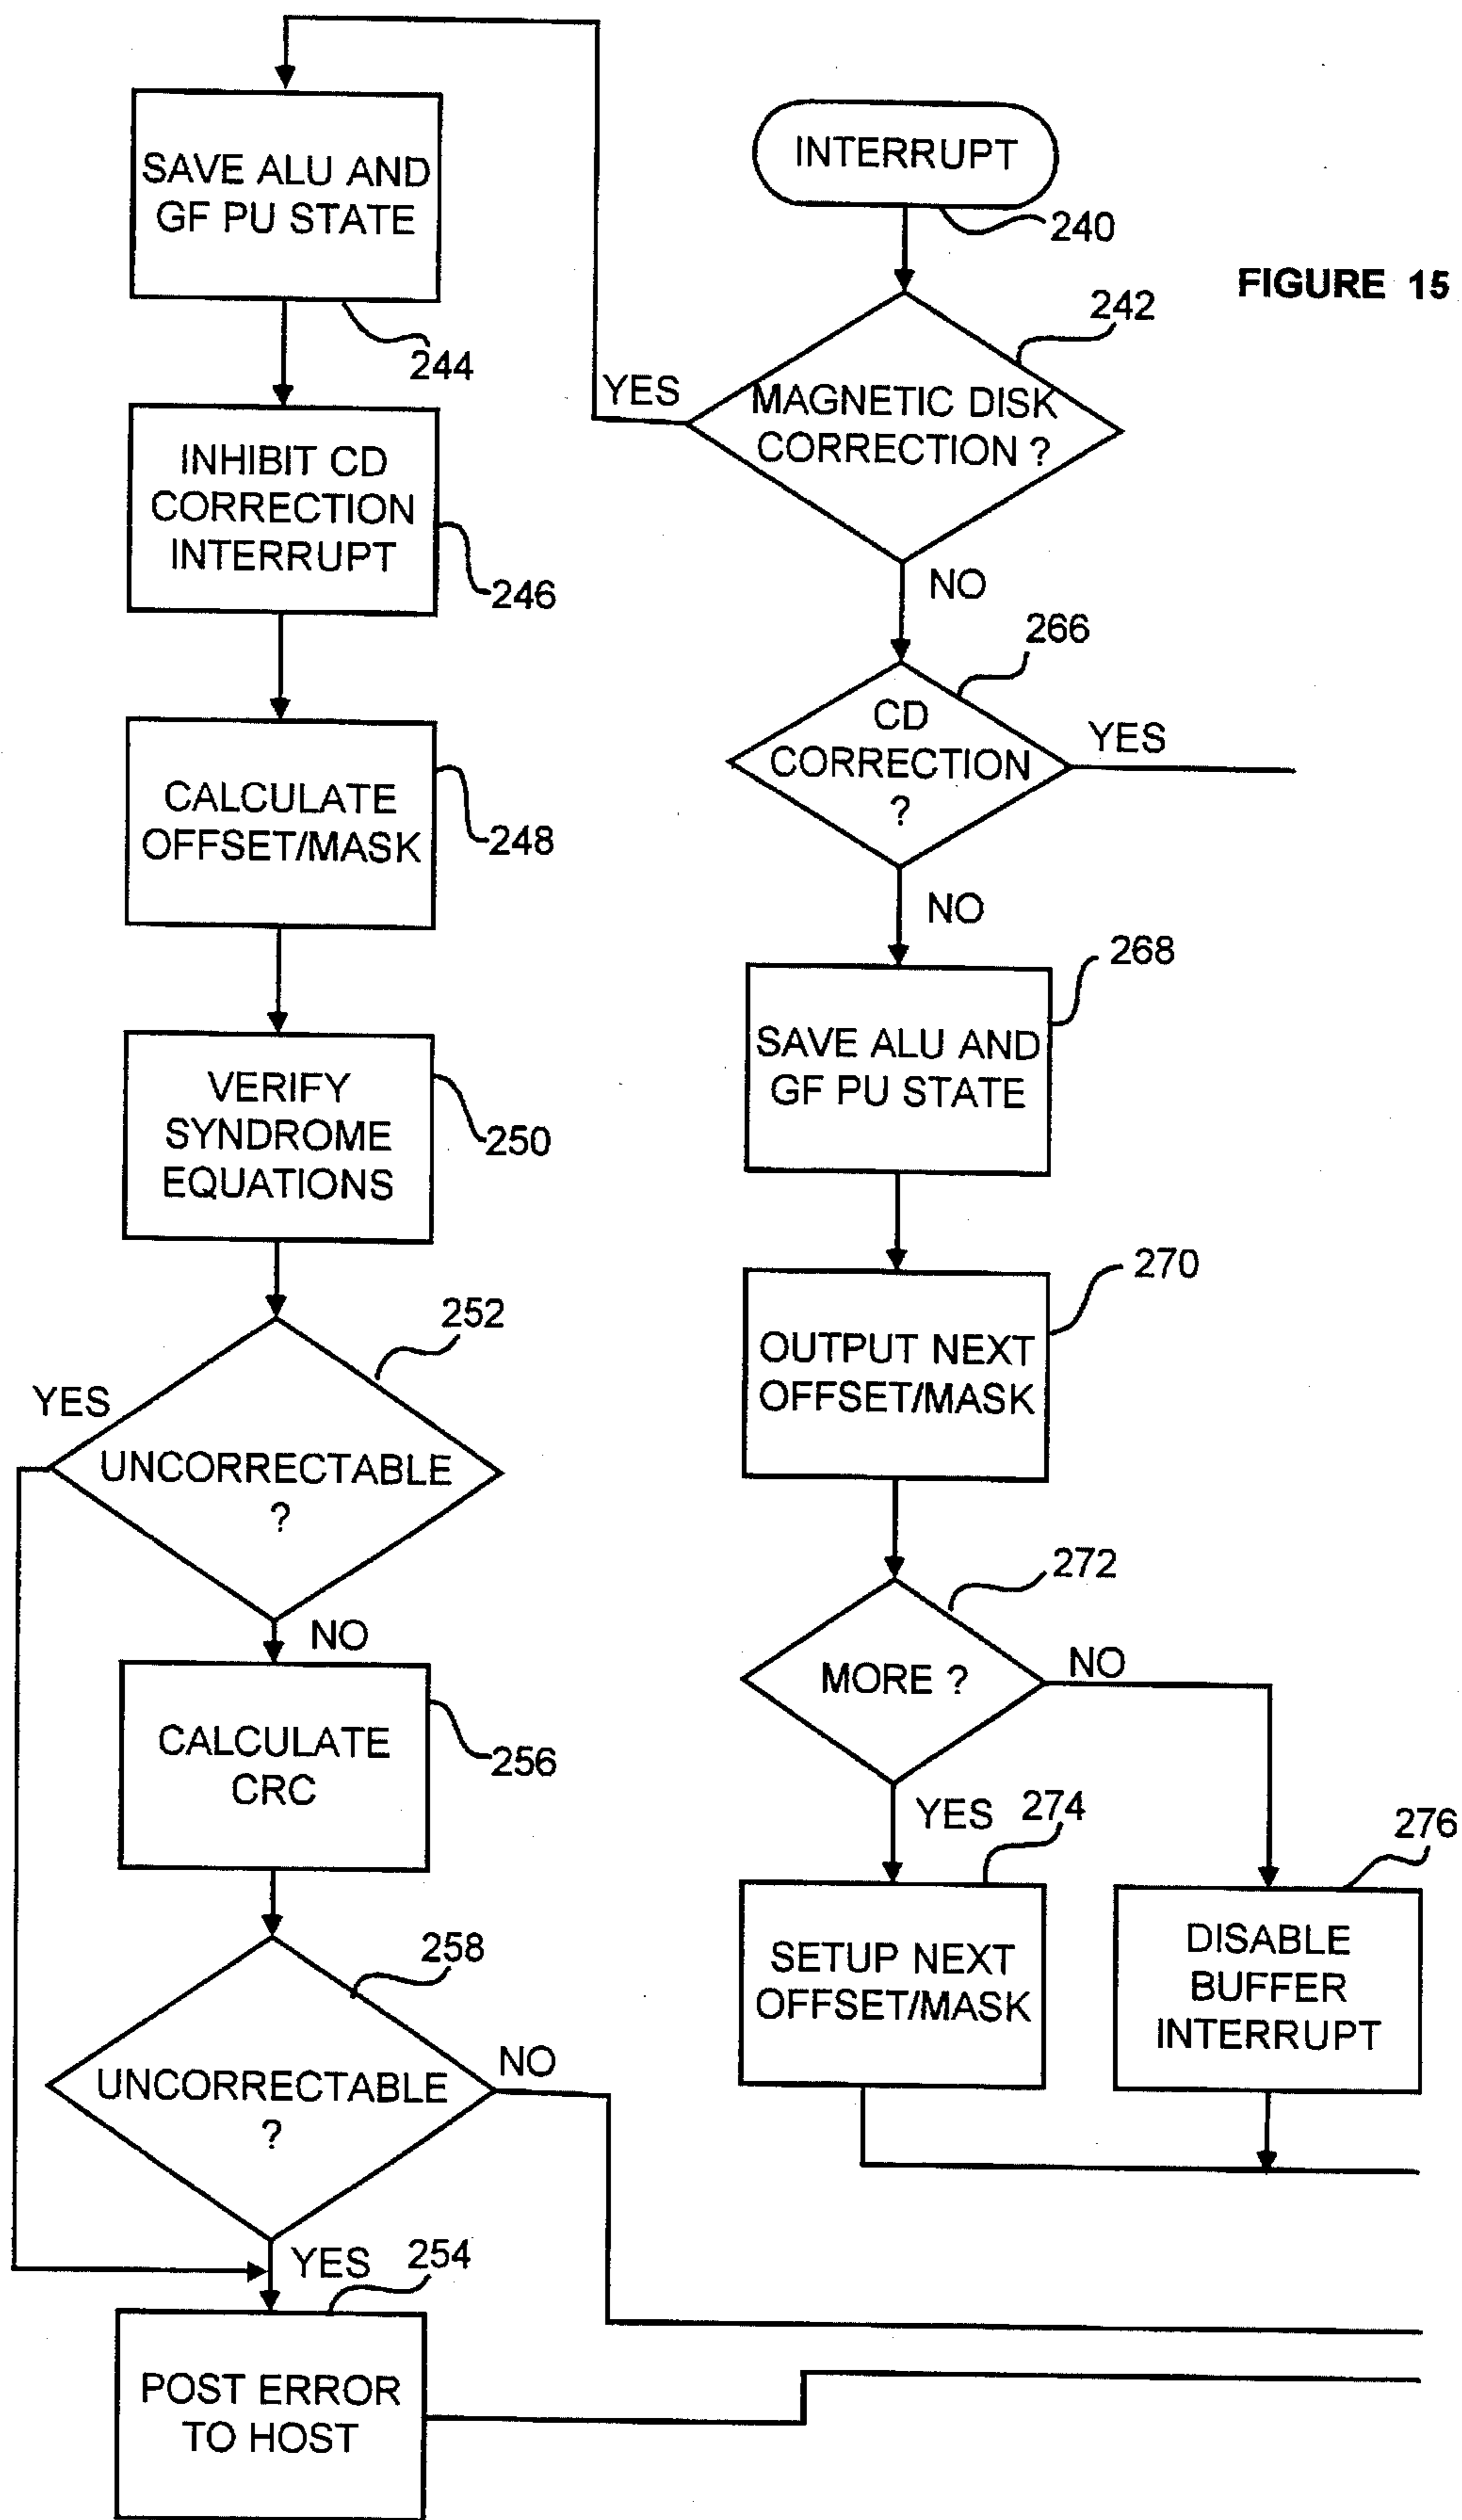 INTERRUPT
240
FIGURE 15
242
MAGNETIC DISK
CORRECTION ?
YES
NO
SAVE ALU AND
GF PU STATE
244
INHIBIT CD
CORRECTION
INTERRUPT
246
CALCULATE
OFFSET/MASK
248
VERIFY
SYNDROME
EQUATIONS
250
252
YES
UNCORRECTABLE
?
NO
CALCULATE
CRC
256
258
UNCORRECTABLE
?
NO
YES
254
POST ERROR
TO HOST
266
CD
CORRECTION
?
YES
NO
268
SAVE ALU AND
GF PU STATE
270
OUTPUT NEXT
OFFSET/MASK
272
MORE ?
NO
YES
274
SETUP NEXT
OFFSET/MASK
276
DISABLE
BUFFER
INTERRUPT